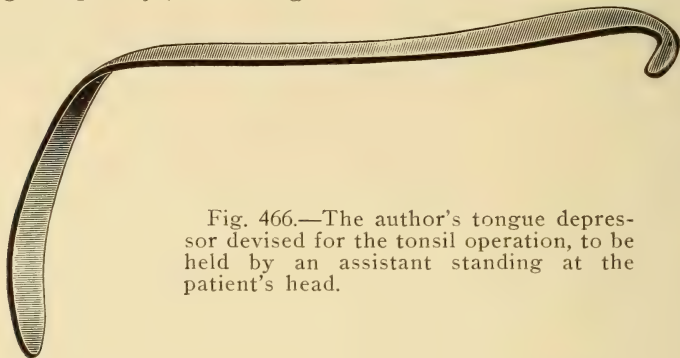 Fig. 466.—The author's tongue depres-
sor devised for the tonsil operation, to be
held by an assistant standing at the
patient's head.